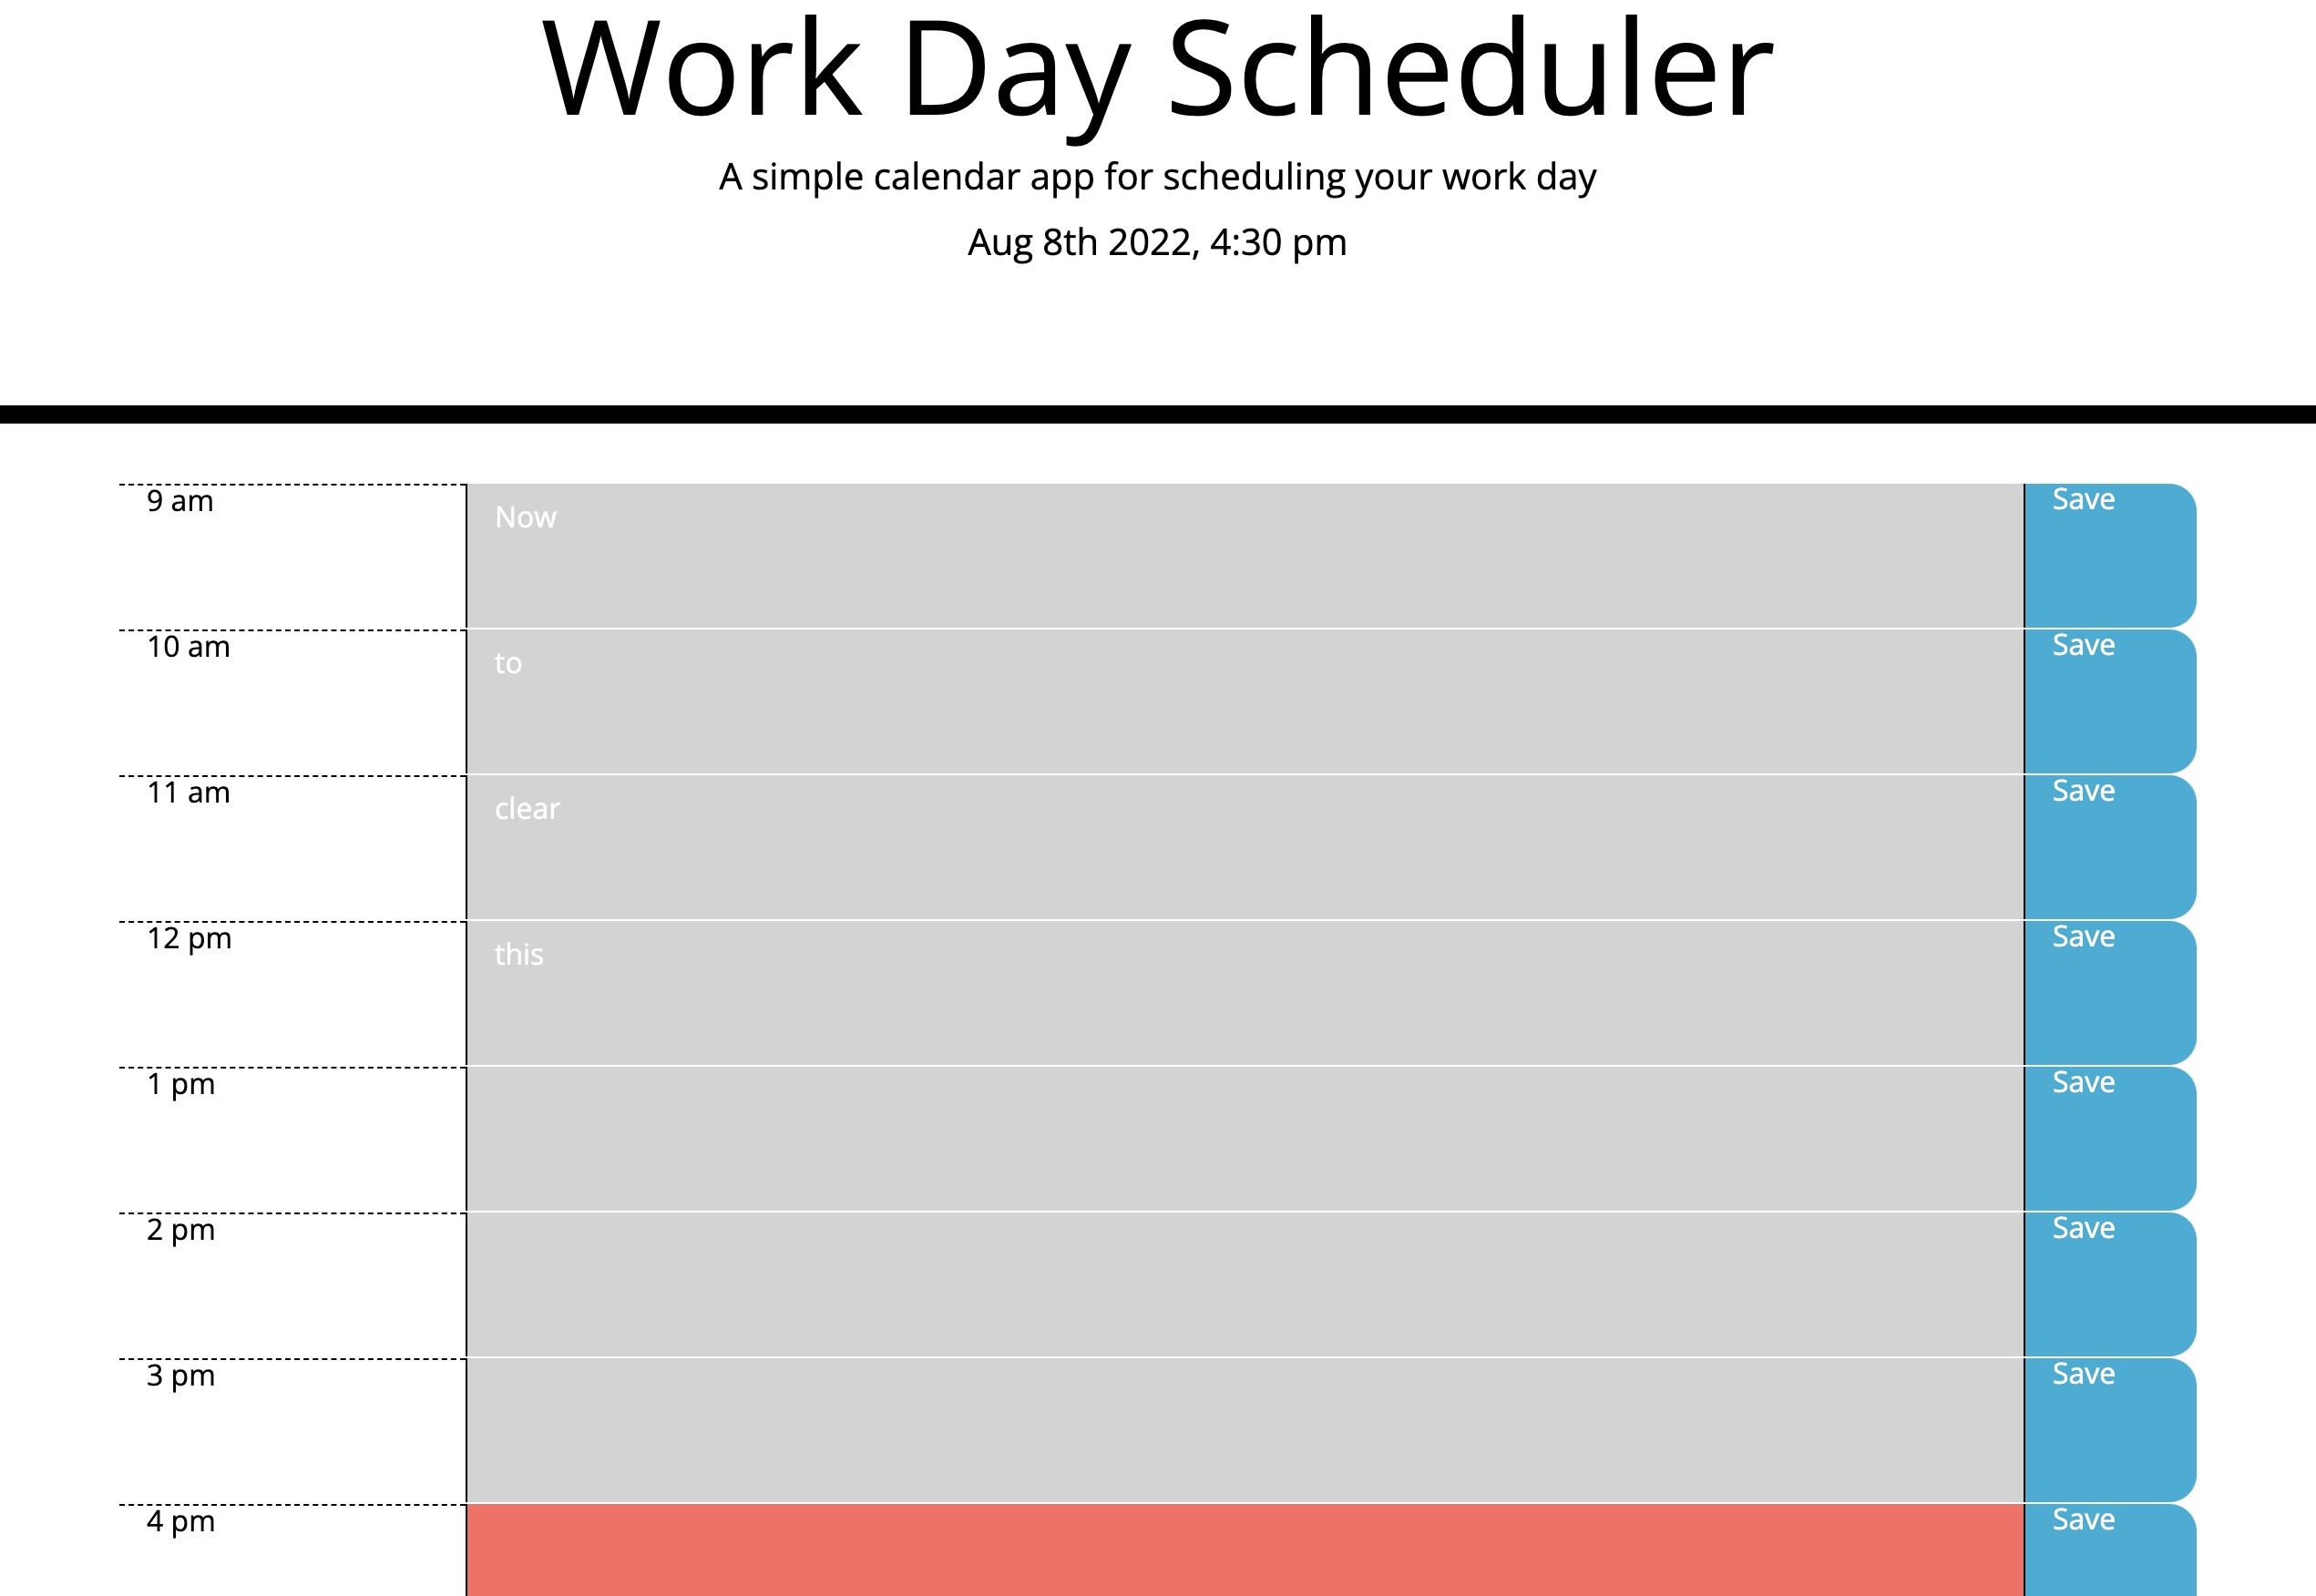 Work Day Scheduler
A simple calendar app for scheduling your work day
Aug 8th 2022, 4:30 pm
9 am Now Save
10 am to Save
11 am clear Save
12 pm this Save
1 pm Save
2 pm Save
3 pm Save
4 pm Save